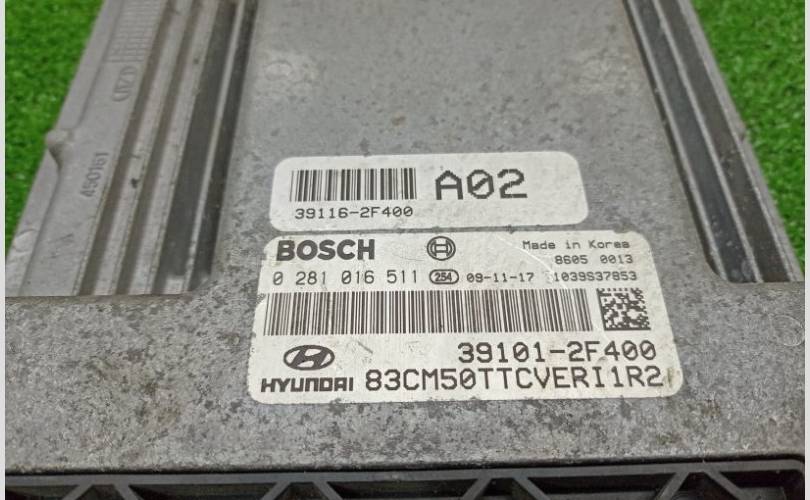 450161
A02
39116-2F400
BOSCH
Made in Korea
8605 0013
0 281 016 511 254 09-11-17 1039S37853
39101-2F400
HYUNDAI 83CM50TTCVERI1R2